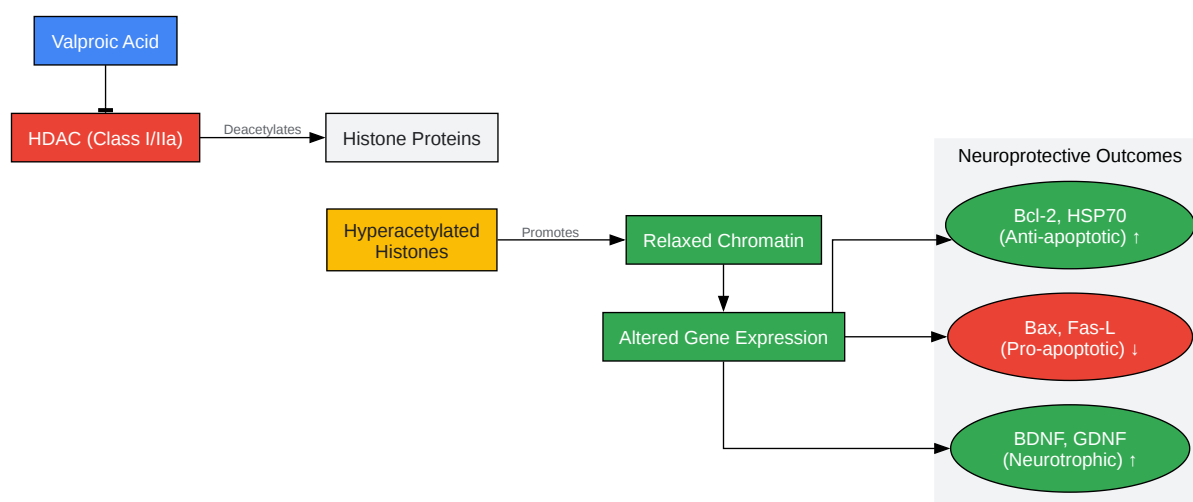 Valproic Acid
HDAC (Class I/IIa)
Deacetylates
Histone Proteins
Hyperacetylated
Histones
Promotes
Relaxed Chromatin
Altered Gene Expression
Neuroprotective Outcomes
Bcl-2, HSP70
(Anti-apoptotic) ↑
Bax, Fas-L
(Pro-apoptotic) ↓
BDNF, GDNF
(Neurotrophic) ↑